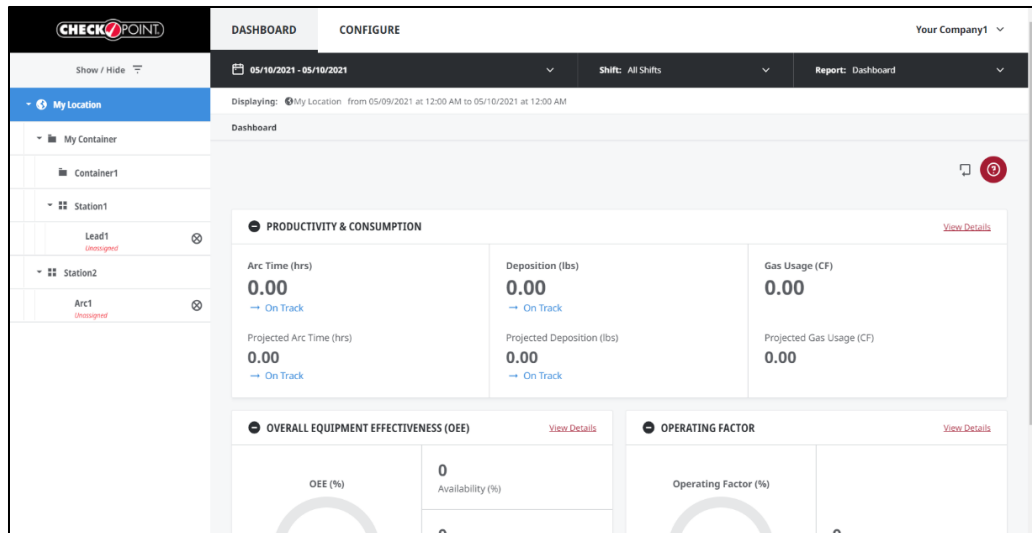 CHECKPOINT
DASHBOARD
CONFIGURE
Your Company1
Show / Hide
05/10/2021 - 05/10/2021
Shift: All Shifts
Report: Dashboard
My Location
Displaying: My Location from 05/09/2021 at 12:00 AM to 05/10/2021 at 12:00 AM
Dashboard
My Container
Container1
Station1
Lead1
Unassigned
Station2
Arc1
Unassigned
PRODUCTIVITY & CONSUMPTION
View Details
Arc Time (hrs)
0.00
→ On Track
Projected Arc Time (hrs)
0.00
→ On Track
Deposition (lbs)
0.00
→ On Track
Projected Deposition (lbs)
0.00
→ On Track
Gas Usage (CF)
0.00
Projected Gas Usage (CF)
0.00
OVERALL EQUIPMENT EFFECTIVENESS (OEE)
View Details
OEE (%)
0
Availability (%)
OPERATING FACTOR
View Details
Operating Factor (%)